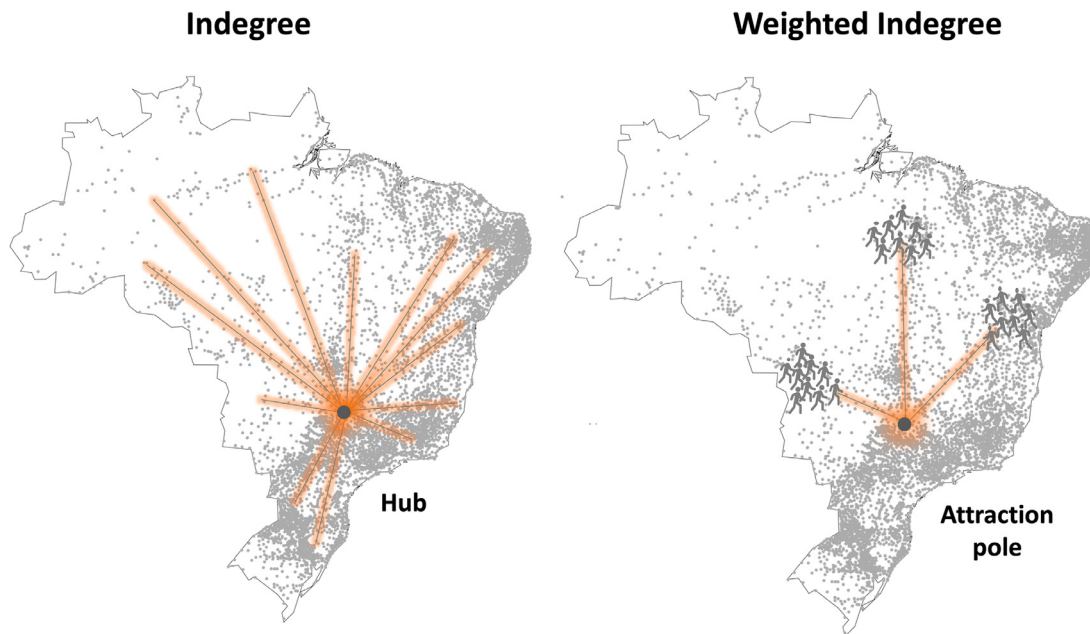 Indegree
Weighted Indegree
Hub
Attraction
pole